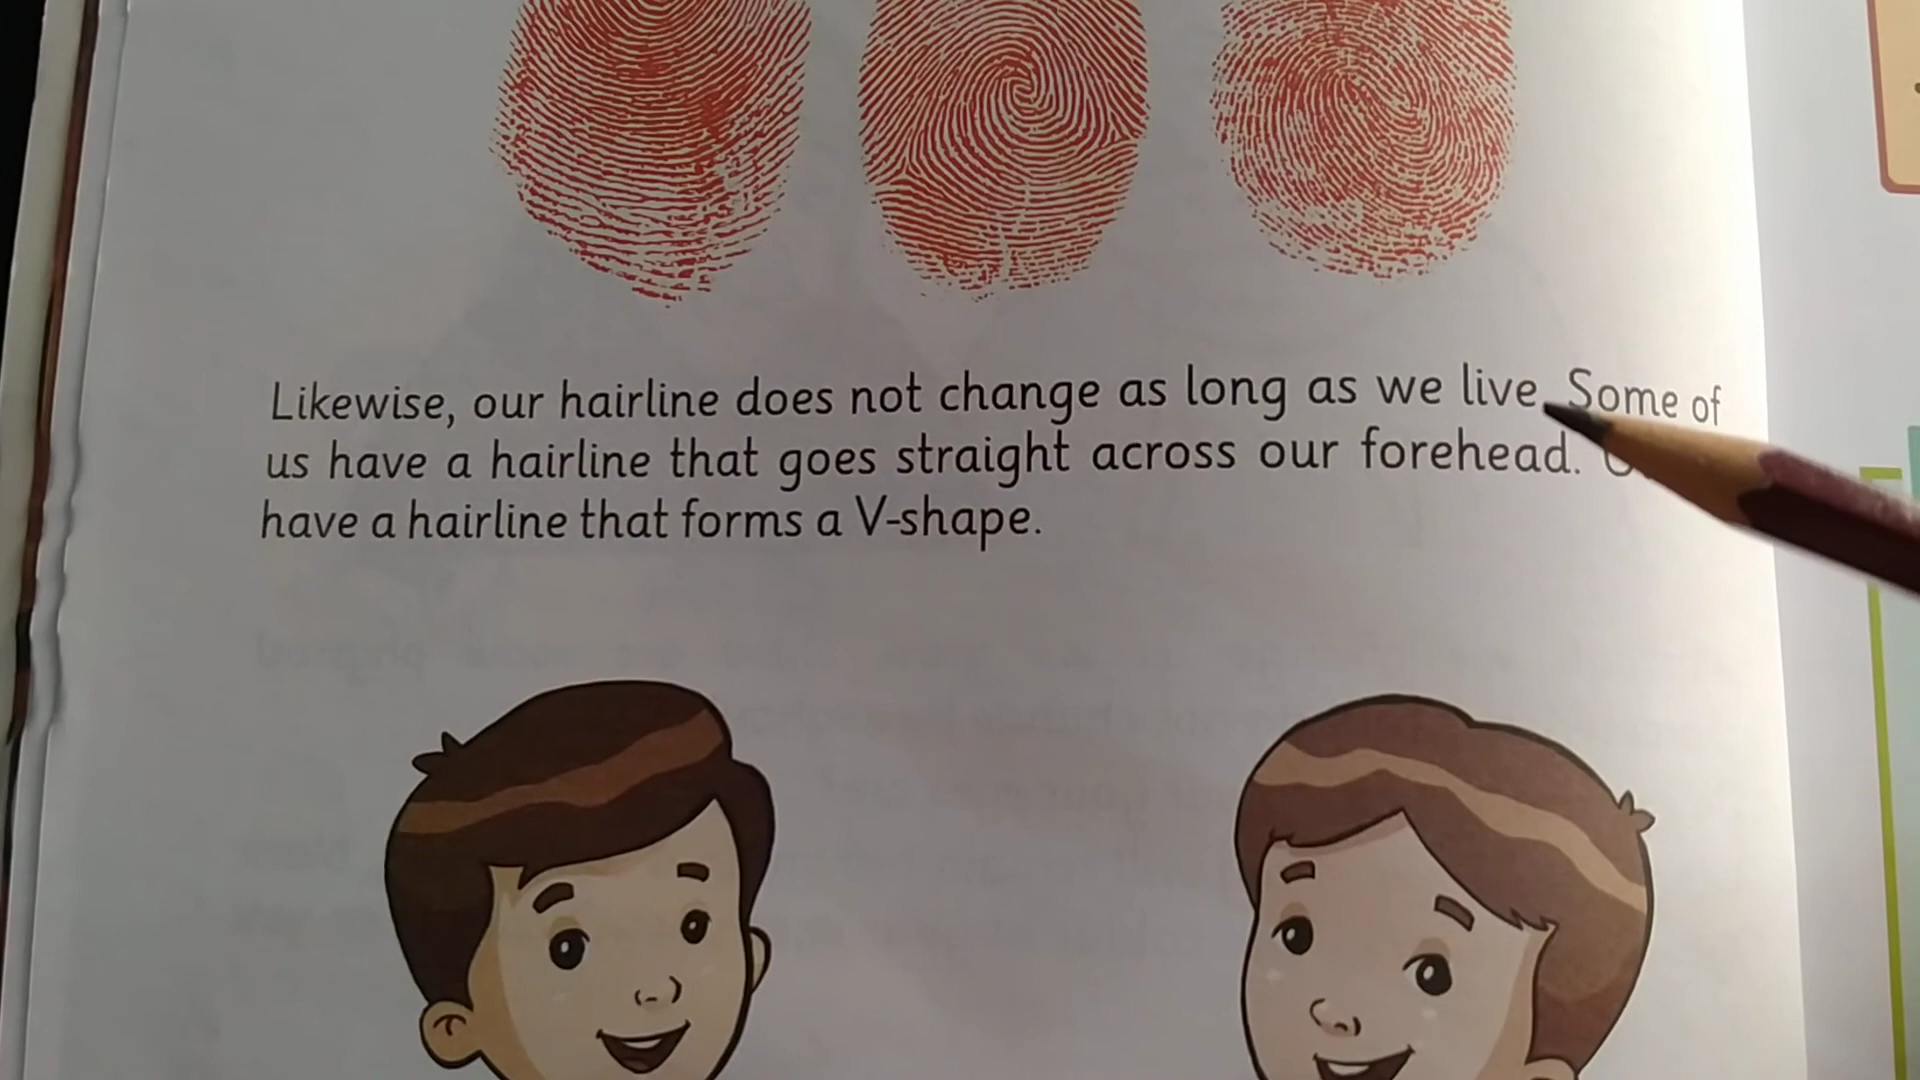 Likewise, our hairline does not change as long as we live. Some of
us have a hairline that goes straight across our forehead.
have a hairline that forms a V-shape.